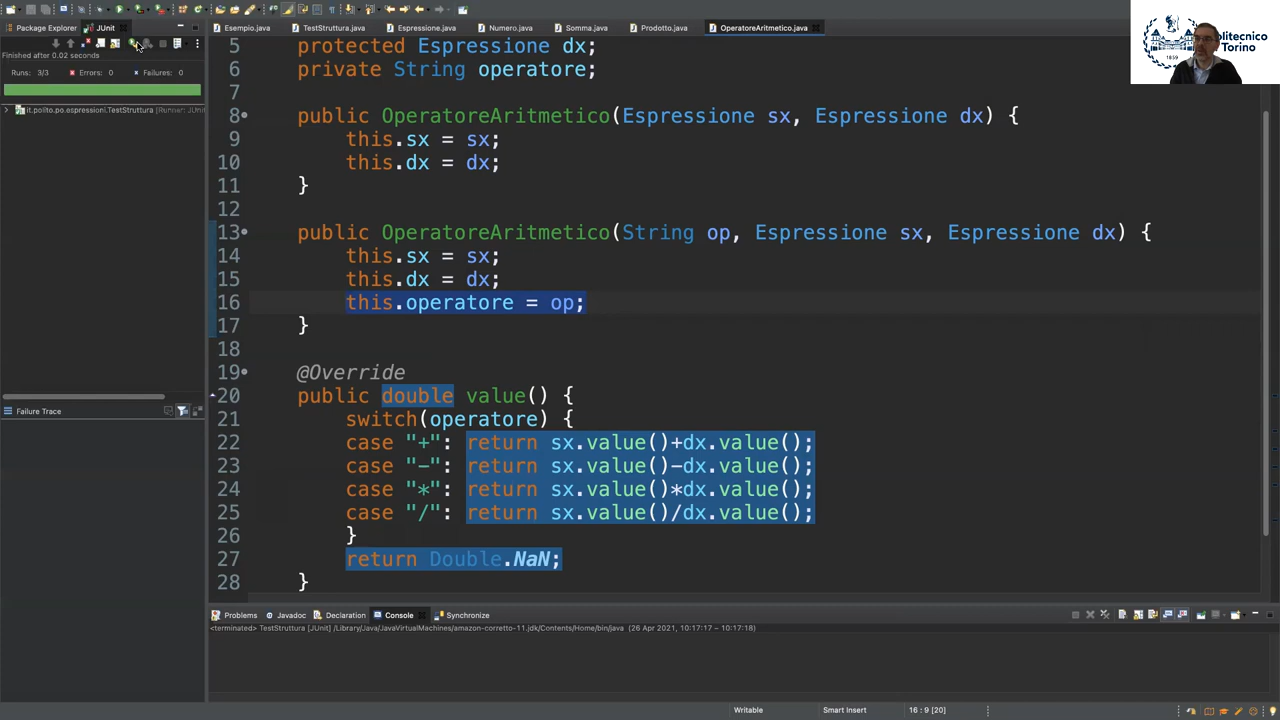 Package Explorer
JUnit
Finished after 0.02 seconds
Runs: 3/3
Errors: 0
Failures: 0
it.polito.po.espressioni.TestStruttura [Runner: JUnit
Failure Trace
Esempio.java
TestStruttura.java
Espressione.java
Numero.java
Somma.java
Prodotto.java
OperatoreAritmetico.java
5 protected Espressione dx;
6 private String operatore;
7
8 public OperatoreAritmetico(Espressione sx, Espressione dx) {
9 this.sx = sx;
10 this.dx = dx;
11 }
12
13 public OperatoreAritmetico(String op, Espressione sx, Espressione dx) {
14 this.sx = sx;
15 this.dx = dx;
16 this.operatore = op;
17 }
18
19 @Override
20 public double value() {
21 switch(operatore) {
22 case "+": return sx.value()+dx.value();
23 case "-": return sx.value()-dx.value();
24 case "*": return sx.value()*dx.value();
25 case "/": return sx.value()/dx.value();
26 }
27 return Double.NaN;
28 }
Politecnico
Torino
1859
Problems
Javadoc
Declaration
Console
Synchronize
<terminated> TestStruttura [JUnit] /Library/Java/JavaVirtualMachines/amazon-corretto-11.jdk/Contents/Home/bin/java (26 Apr 2021, 10:17:17 – 10:17:18)
Writable
Smart Insert
16 : 9 [20]